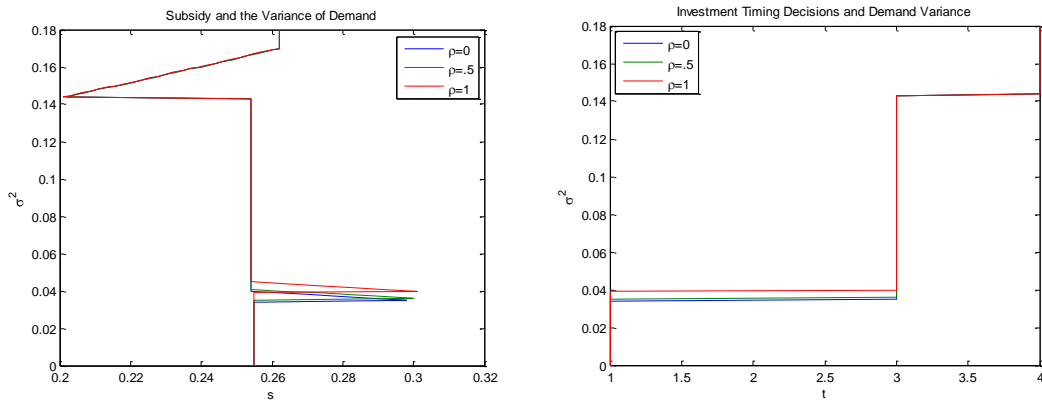 Subsidy and the Variance of Demand
0.18
0.16
0.14
0.12
0.1
0.08
0.06
0.04
0.02
0
σ²
0.2
0.22
0.24
0.26
0.28
0.3
0.32
s
ρ=0
ρ=.5
ρ=1
Investment Timing Decisions and Demand Variance
0.18
0.16
0.14
0.12
0.1
0.08
0.06
0.04
0.02
0
σ²
1
1.5
2
2.5
3
3.5
4
t
ρ=0
ρ=.5
ρ=1